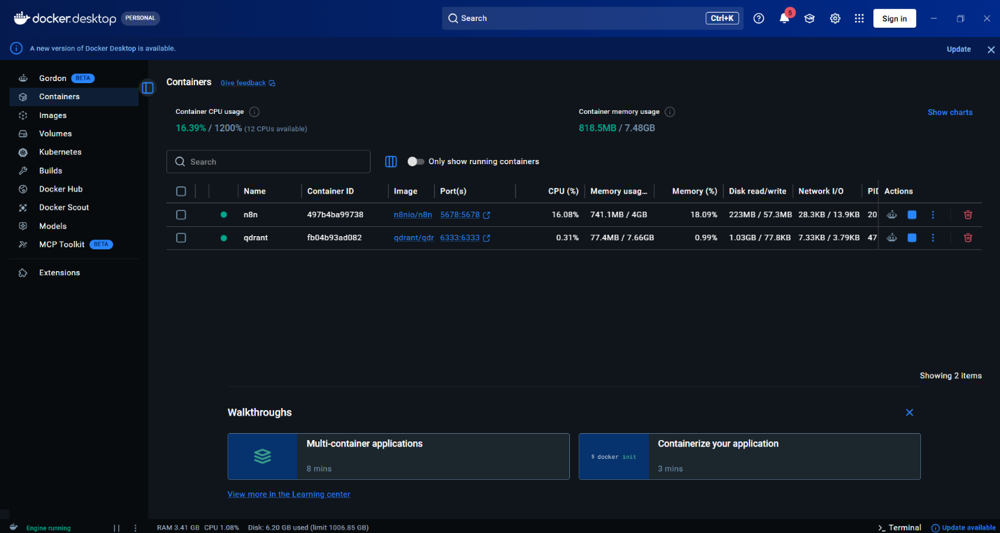 docker.desktop PERSONAL Search Ctrl+K 5 Sign in
A new version of Docker Desktop is available. Update
Gordon BETA
Containers
Images
Volumes
Kubernetes
Builds
Docker Hub
Docker Scout
Models
MCP Toolkit BETA
Extensions
Containers Give feedback
Container CPU usage
16.39% / 1200% (12 CPUs available)
Container memory usage
818.5MB / 7.48GB
Show charts
Search
Only show running containers
Name Container ID Image Port(s) CPU (%) Memory usag... Memory (%) Disk read/write Network I/O PID Actions
n8n 497b4ba99738 n8nio/n8n 5678:5678 16.08% 741.1MB / 4GB 18.09% 223MB / 57.3MB 28.3KB / 13.9KB 20
qdrant fb04b93ad082 qdrant/qdr 6333:6333 0.31% 77.4MB / 7.66GB 0.99% 1.03GB / 77.8KB 7.33KB / 3.79KB 47
Showing 2 items
Walkthroughs
Multi-container applications
8 mins
$ docker init
Containerize your application
3 mins
View more in the Learning center
Engine running RAM 3.41 GB CPU 1.08% Disk: 6.20 GB used (limit 1006.85 GB) >_ Terminal Update available